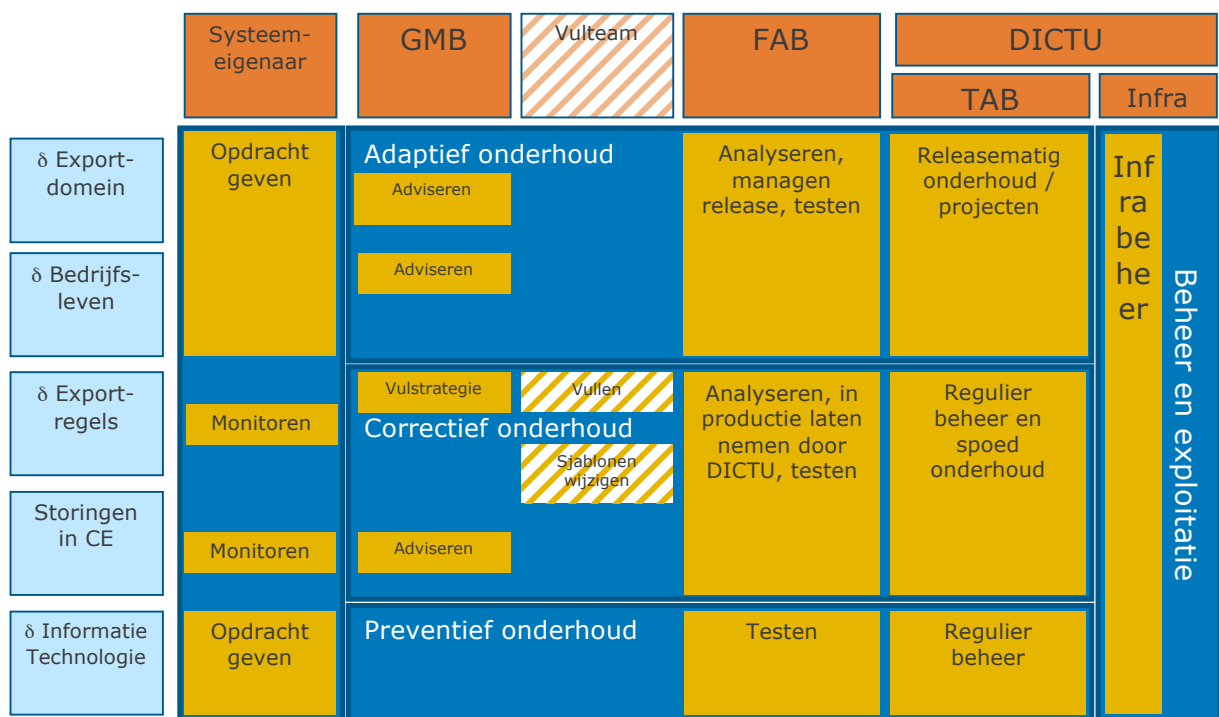 Systeem-
eigenaar
GMB
Vulteam
FAB
DICTU
TAB
Infra
δ Export-
domein
Opdracht
geven
Adaptief onderhoud
Adviseren
Adviseren
Analyseren,
managen
release, testen
Releasematig
onderhoud /
projecten
Inf
ra
be
he
er
Beheer en exploitatie
δ Bedrijfs-
leven
δ Export-
regels
Monitoren
Vulstrategie
Vullen
Correctief onderhoud
Sjablonen
wijzigen
Analyseren, in
productie laten
nemen door
DICTU, testen
Regulier
beheer en
spoed
onderhoud
Storingen
in CE
Monitoren
Adviseren
δ Informatie
Technologie
Opdracht
geven
Preventief onderhoud
Testen
Regulier
beheer